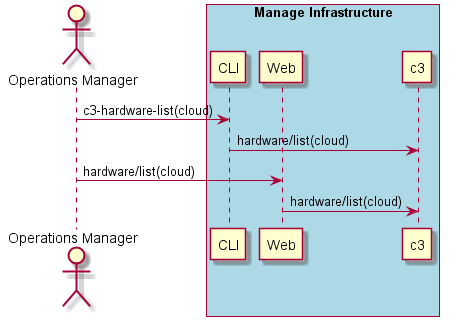 Manage Infrastructure
Operations Manager
CLI
Web
c3
c3-hardware-list(cloud)
hardware/list(cloud)
hardware/list(cloud)
hardware/list(cloud)
Operations Manager
CLI
Web
c3